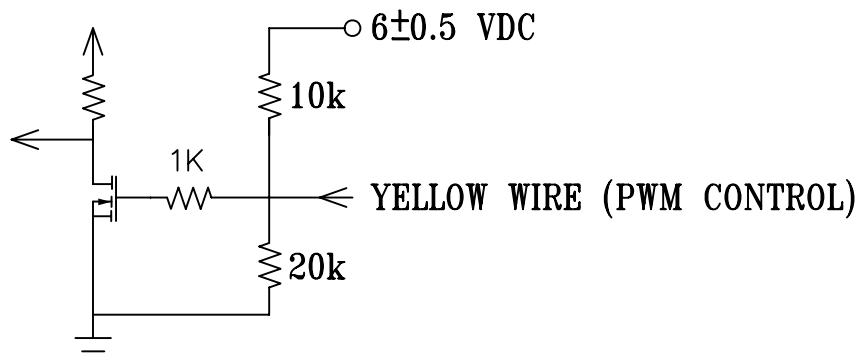 6±0.5 VDC
10k
1K
YELLOW WIRE (PWM CONTROL)
20k